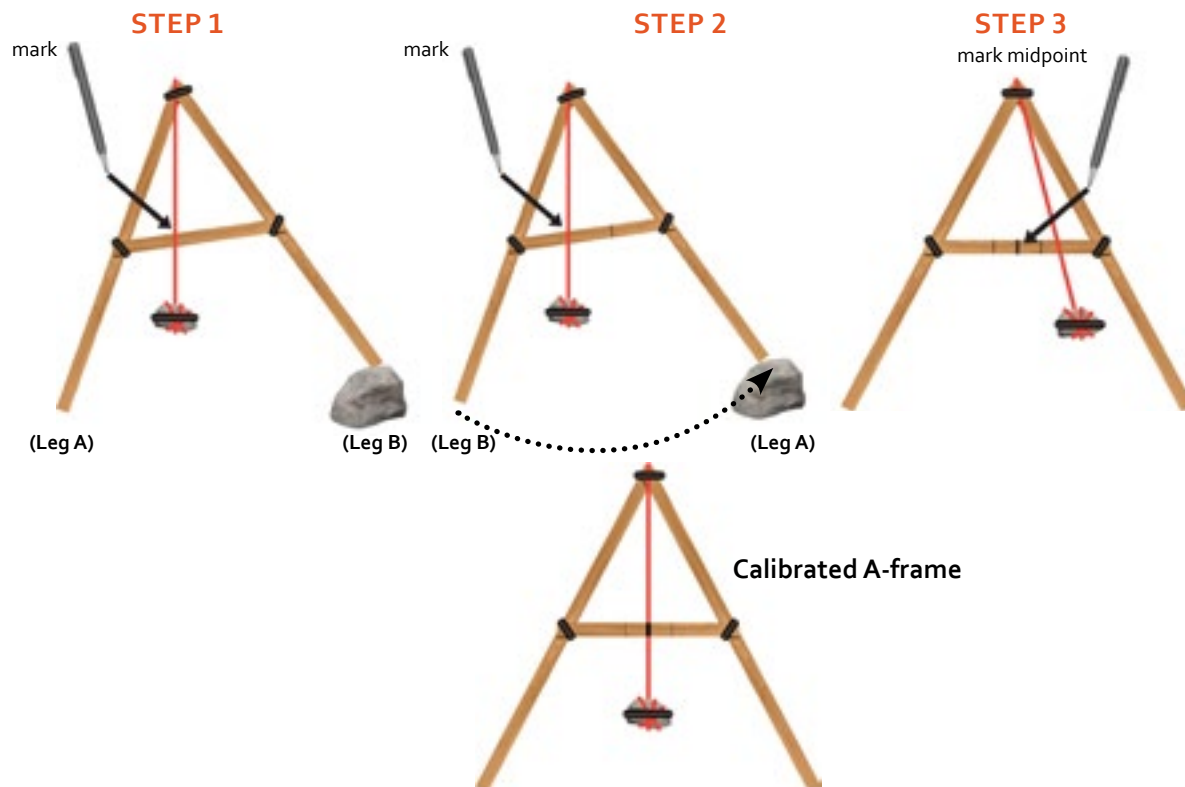 STEP 1
mark
(Leg A)
(Leg B)
STEP 2
mark
(Leg B)
(Leg A)
STEP 3
mark midpoint
Calibrated A-frame